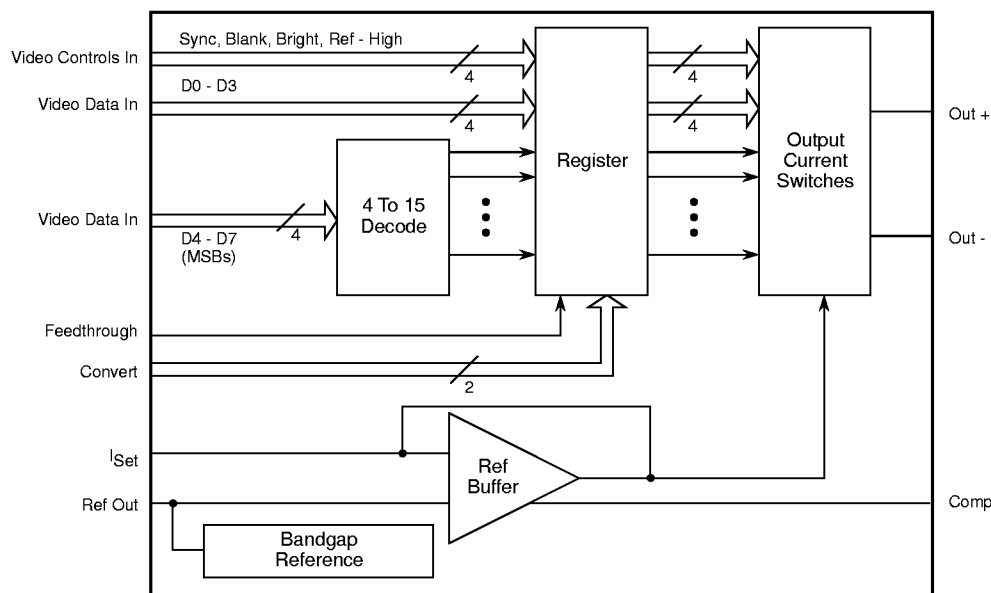 Sync, Blank, Bright, Ref - High
Video Controls In
4
4
D0 - D3
Video Data In
4
4
Out +
Register
Output
Current
Switches
4 To 15
Decode
Video Data In
4
D4 - D7
(MSBs)
Out -
Feedthrough
Convert
2
ISet
Ref
Buffer
Ref Out
Comp
Bandgap
Reference